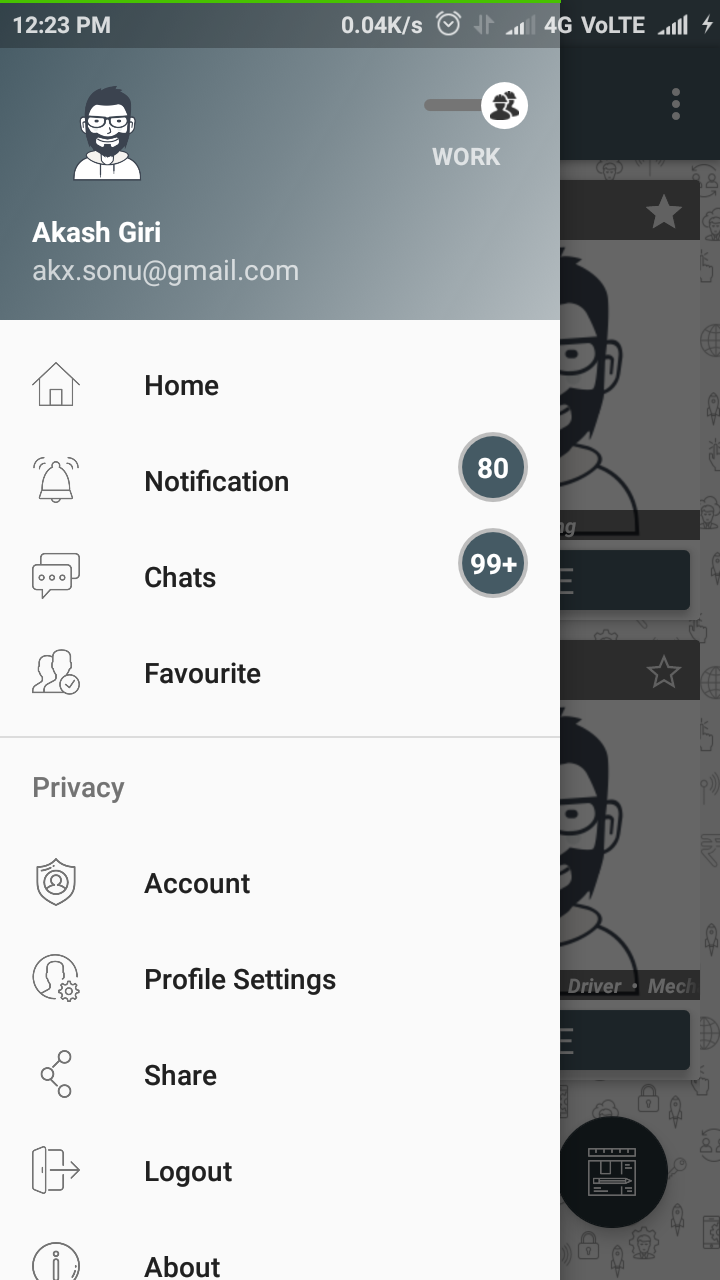 12:23 PM 0.04K/s 4G VoLTE
WORK
Akash Giri
akx.sonu@gmail.com
Home
Notification 80
Chats 99+
Favourite
Privacy
Account
Profile Settings
Share
Logout
About
ng
E
Driver • Mech
E